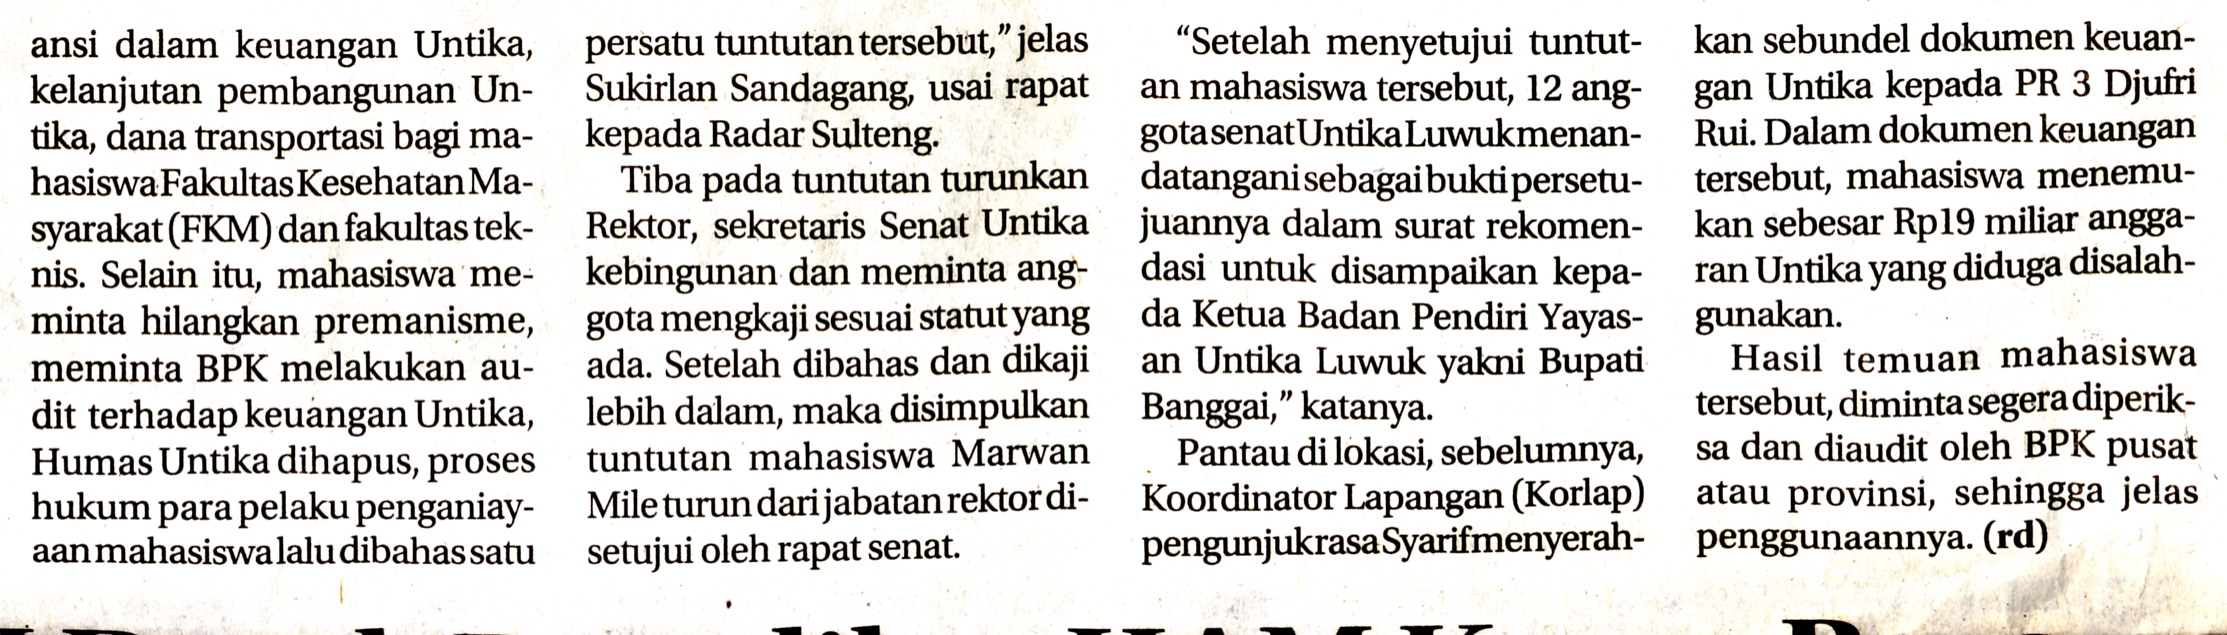 ansi dalam keuangan Untika,
kelanjutan pembangunan Un-
tika, dana transportasi bagi ma-
hasiswa Fakultas Kesehatan Ma-
syarakat (FKM) dan fakultas tek-
nis. Selain itu, mahasiswa me-
minta hilangkan premanisme,
meminta BPK melakukan au-
dit terhadap keuangan Untika,
Humas Untika dihapus, proses
hukum para pelaku penganiay-
aan mahasiswa lalu dibahas satu
persatu tuntutan tersebut,” jelas
Sukirlan Sandagang, usai rapat
kepada Radar Sulteng.
Tiba pada tuntutan turunkan
Rektor, sekretaris Senat Untika
kebingunan dan meminta ang-
gota mengkaji sesuai statut yang
ada. Setelah dibahas dan dikaji
lebih dalam, maka disimpulkan
tuntutan mahasiswa Marwan
Mile turun dari jabatan rektor di-
setujui oleh rapat senat.
“Setelah menyetujui tuntut-
an mahasiswa tersebut, 12 ang-
gota senat Untika Luwuk menan-
datangani sebagai bukti persetu-
juannya dalam surat rekomen-
dasi untuk disampaikan kepa-
da Ketua Badan Pendiri Yayas-
an Untika Luwuk yakni Bupati
Banggai,” katanya.
Pantau di lokasi, sebelumnya,
Koordinator Lapangan (Korlap)
pengunjukrasa Syarif menyerah-
kan sebundel dokumen keuan-
gan Untika kepada PR 3 Djufri
Rui. Dalam dokumen keuangan
tersebut, mahasiswa menemu-
kan sebesar Rp19 miliar angga-
ran Untika yang diduga disalah-
gunakan.
Hasil temuan mahasiswa
tersebut, diminta segera diperik-
sa dan diaudit oleh BPK pusat
atau provinsi, sehingga jelas
penggunaannya. (rd)